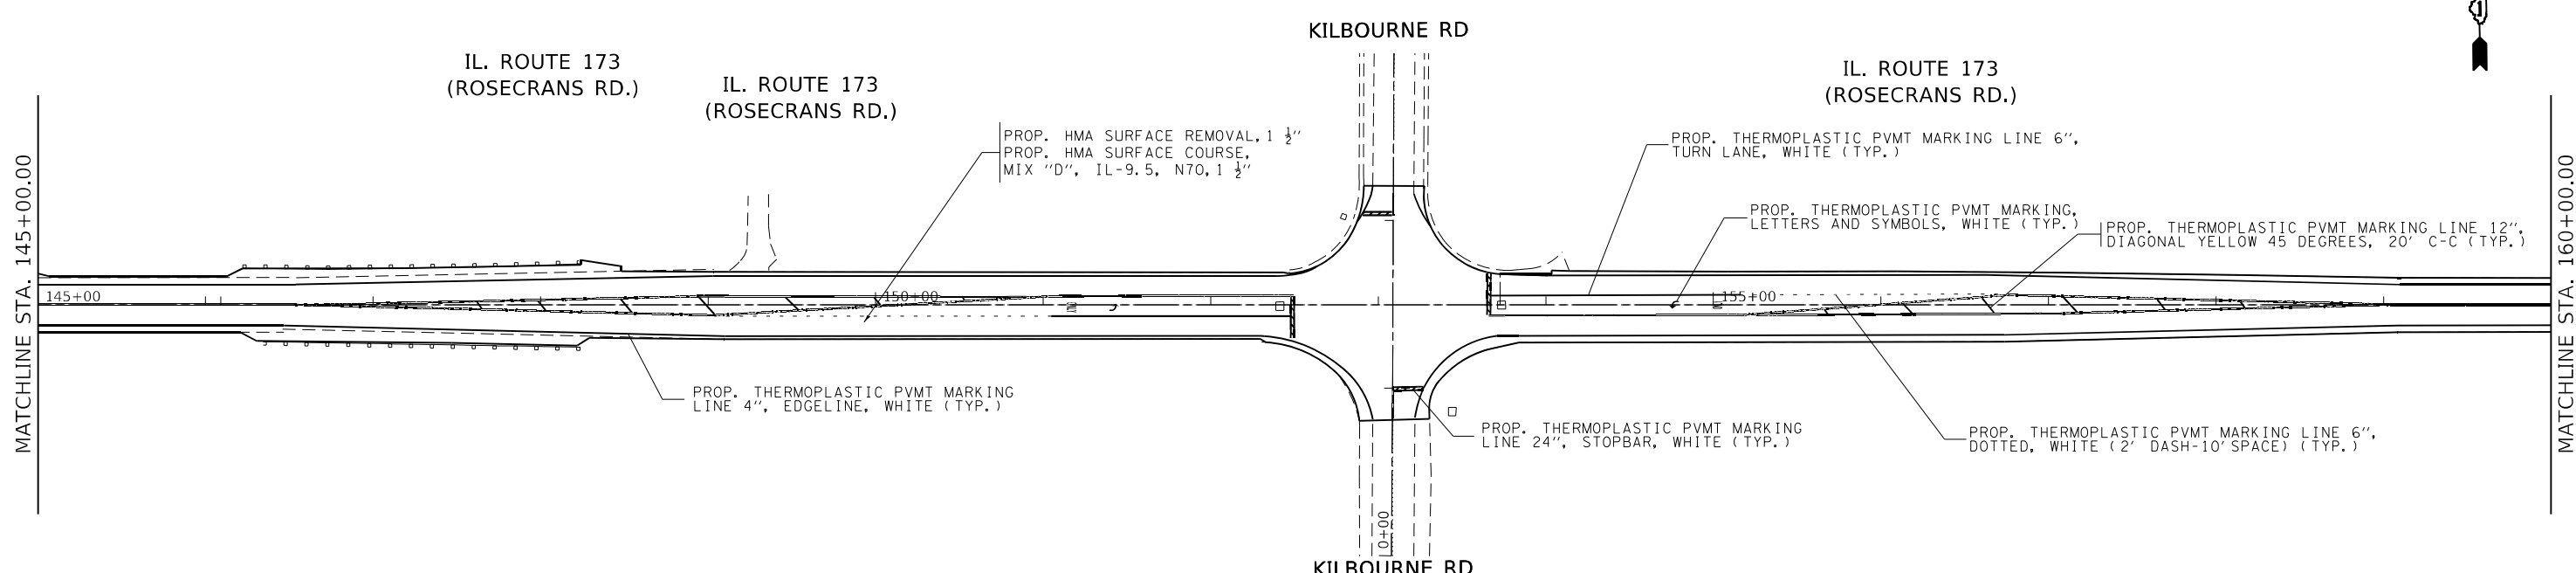 KILBOURNE RD
IL. ROUTE 173
(ROSECRANS RD.)
IL. ROUTE 173
(ROSECRANS RD.)
IL. ROUTE 173
(ROSECRANS RD.)
PROP. HMA SURFACE REMOVAL, 1 ½"
PROP. HMA SURFACE COURSE,
MIX "D", IL-9.5, N70, 1 ½"
PROP. THERMOPLASTIC PVMT MARKING LINE 6",
TURN LANE, WHITE (TYP.)
PROP. THERMOPLASTIC PVMT MARKING,
LETTERS AND SYMBOLS, WHITE (TYP.)
PROP. THERMOPLASTIC PVMT MARKING LINE 12",
DIAGONAL YELLOW 45 DEGREES, 20' C-C (TYP.)
MATCHLINE STA. 145+00.00
145+00
150+00
155+00
MATCHLINE STA. 160+00.00
PROP. THERMOPLASTIC PVMT MARKING
LINE 4", EDGELINE, WHITE (TYP.)
PROP. THERMOPLASTIC PVMT MARKING
LINE 24", STOPBAR, WHITE (TYP.)
PROP. THERMOPLASTIC PVMT MARKING LINE 6",
DOTTED, WHITE (2' DASH-10'SPACE) (TYP.)
0+00
KILBOURNE RD